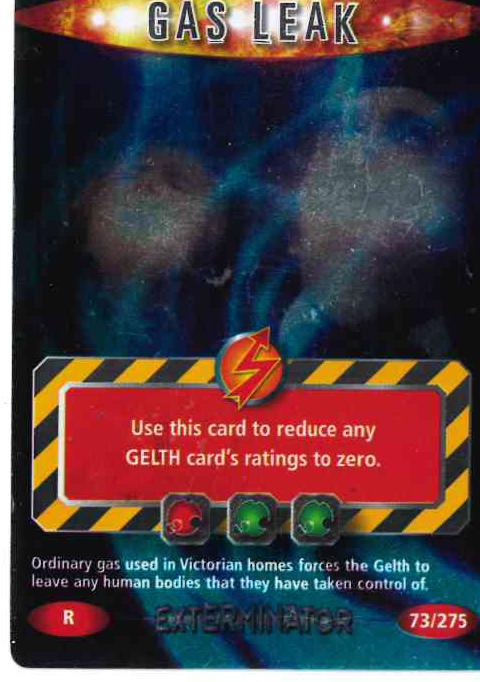 GAS LEAK
Use this card to reduce any
GELTH card's ratings to zero.
Ordinary gas used in Victorian homes forces the Gelth to
leave any human bodies that they have taken control of.
R
EXTERMINATOR
73/275